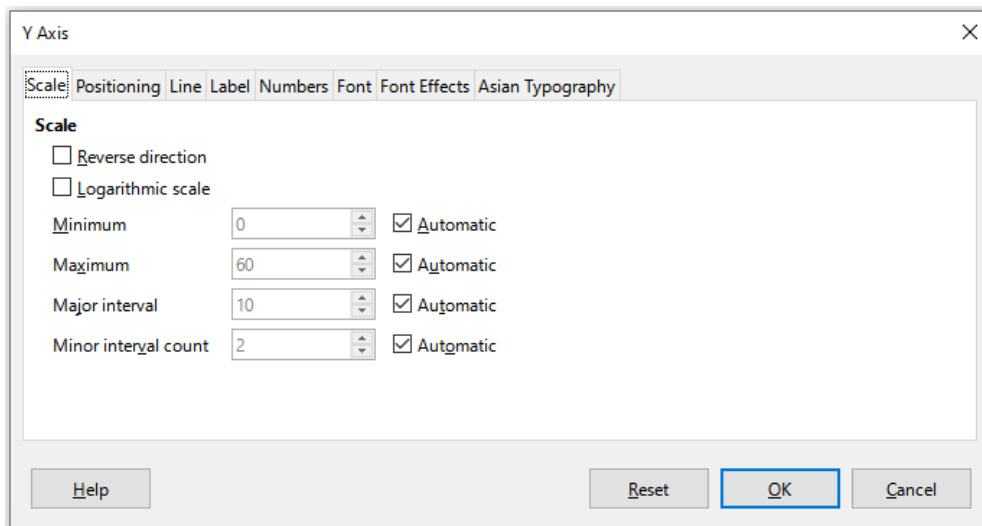 Y Axis
Scale Positioning Line Label Numbers Font Font Effects Asian Typography
Scale
Reverse direction
Logarithmic scale
Minimum 0 Automatic
Maximum 60 Automatic
Major interval 10 Automatic
Minor interval count 2 Automatic
Help Reset OK Cancel